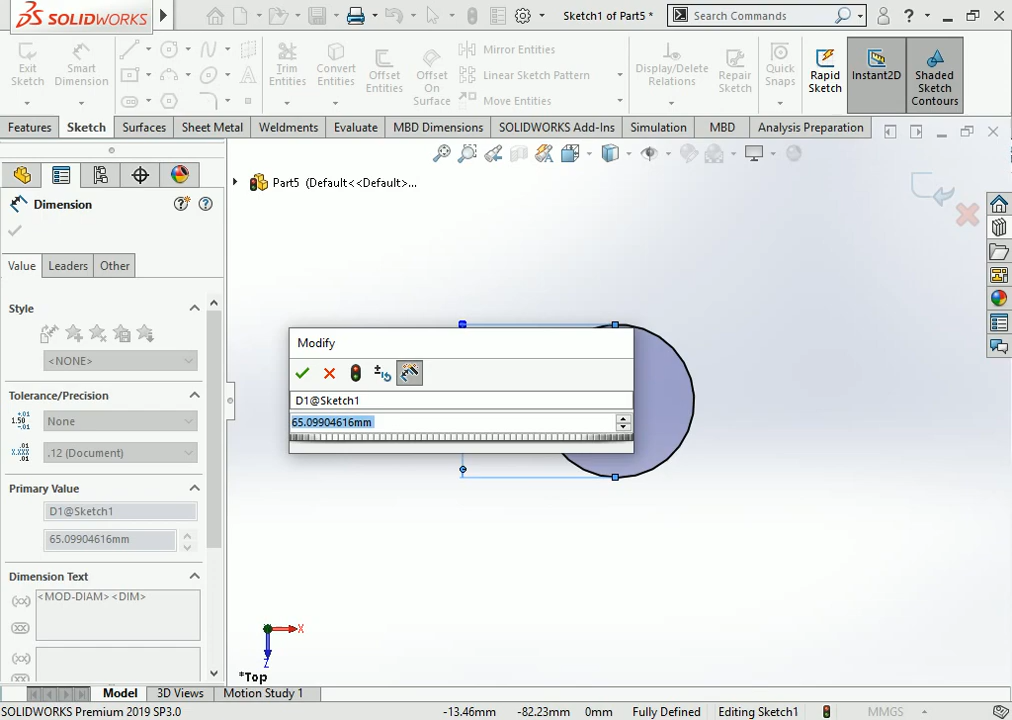 SOLIDWORKS
Sketch1 of Part5 *
Search Commands
?
Exit Sketch
Smart Dimension
Trim Entities
Convert Entities
Offset Entities
Offset On Surface
Mirror Entities
Linear Sketch Pattern
Move Entities
Display/Delete Relations
Repair Sketch
Quick Snaps
Rapid Sketch
Instant2D
Shaded Sketch Contours
Features
Sketch
Surfaces
Sheet Metal
Weldments
Evaluate
MBD Dimensions
SOLIDWORKS Add-Ins
Simulation
MBD
Analysis Preparation
Part5 (Default<<Default>...
Dimension
Value
Leaders
Other
Style
<NONE>
Tolerance/Precision
None
.12 (Document)
Primary Value
D1@Sketch1
65.09904616mm
Dimension Text
<MOD-DIAM> <DIM>
Modify
D1@Sketch1
65.09904616mm
X
Z
*Top
Model
3D Views
Motion Study 1
SOLIDWORKS Premium 2019 SP3.0
-13.46mm
-82.23mm
0mm
Fully Defined
Editing Sketch1
MMGS